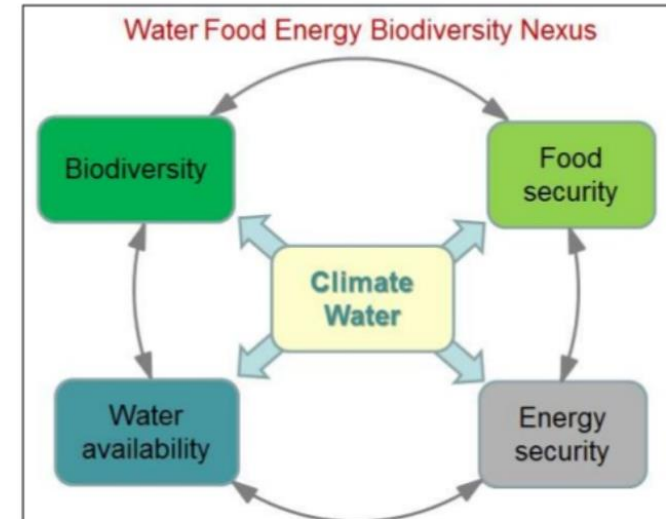 Water Food Energy Biodiversity Nexus
Biodiversity
Food
security
Climate
Water
Water
availability
Energy
security